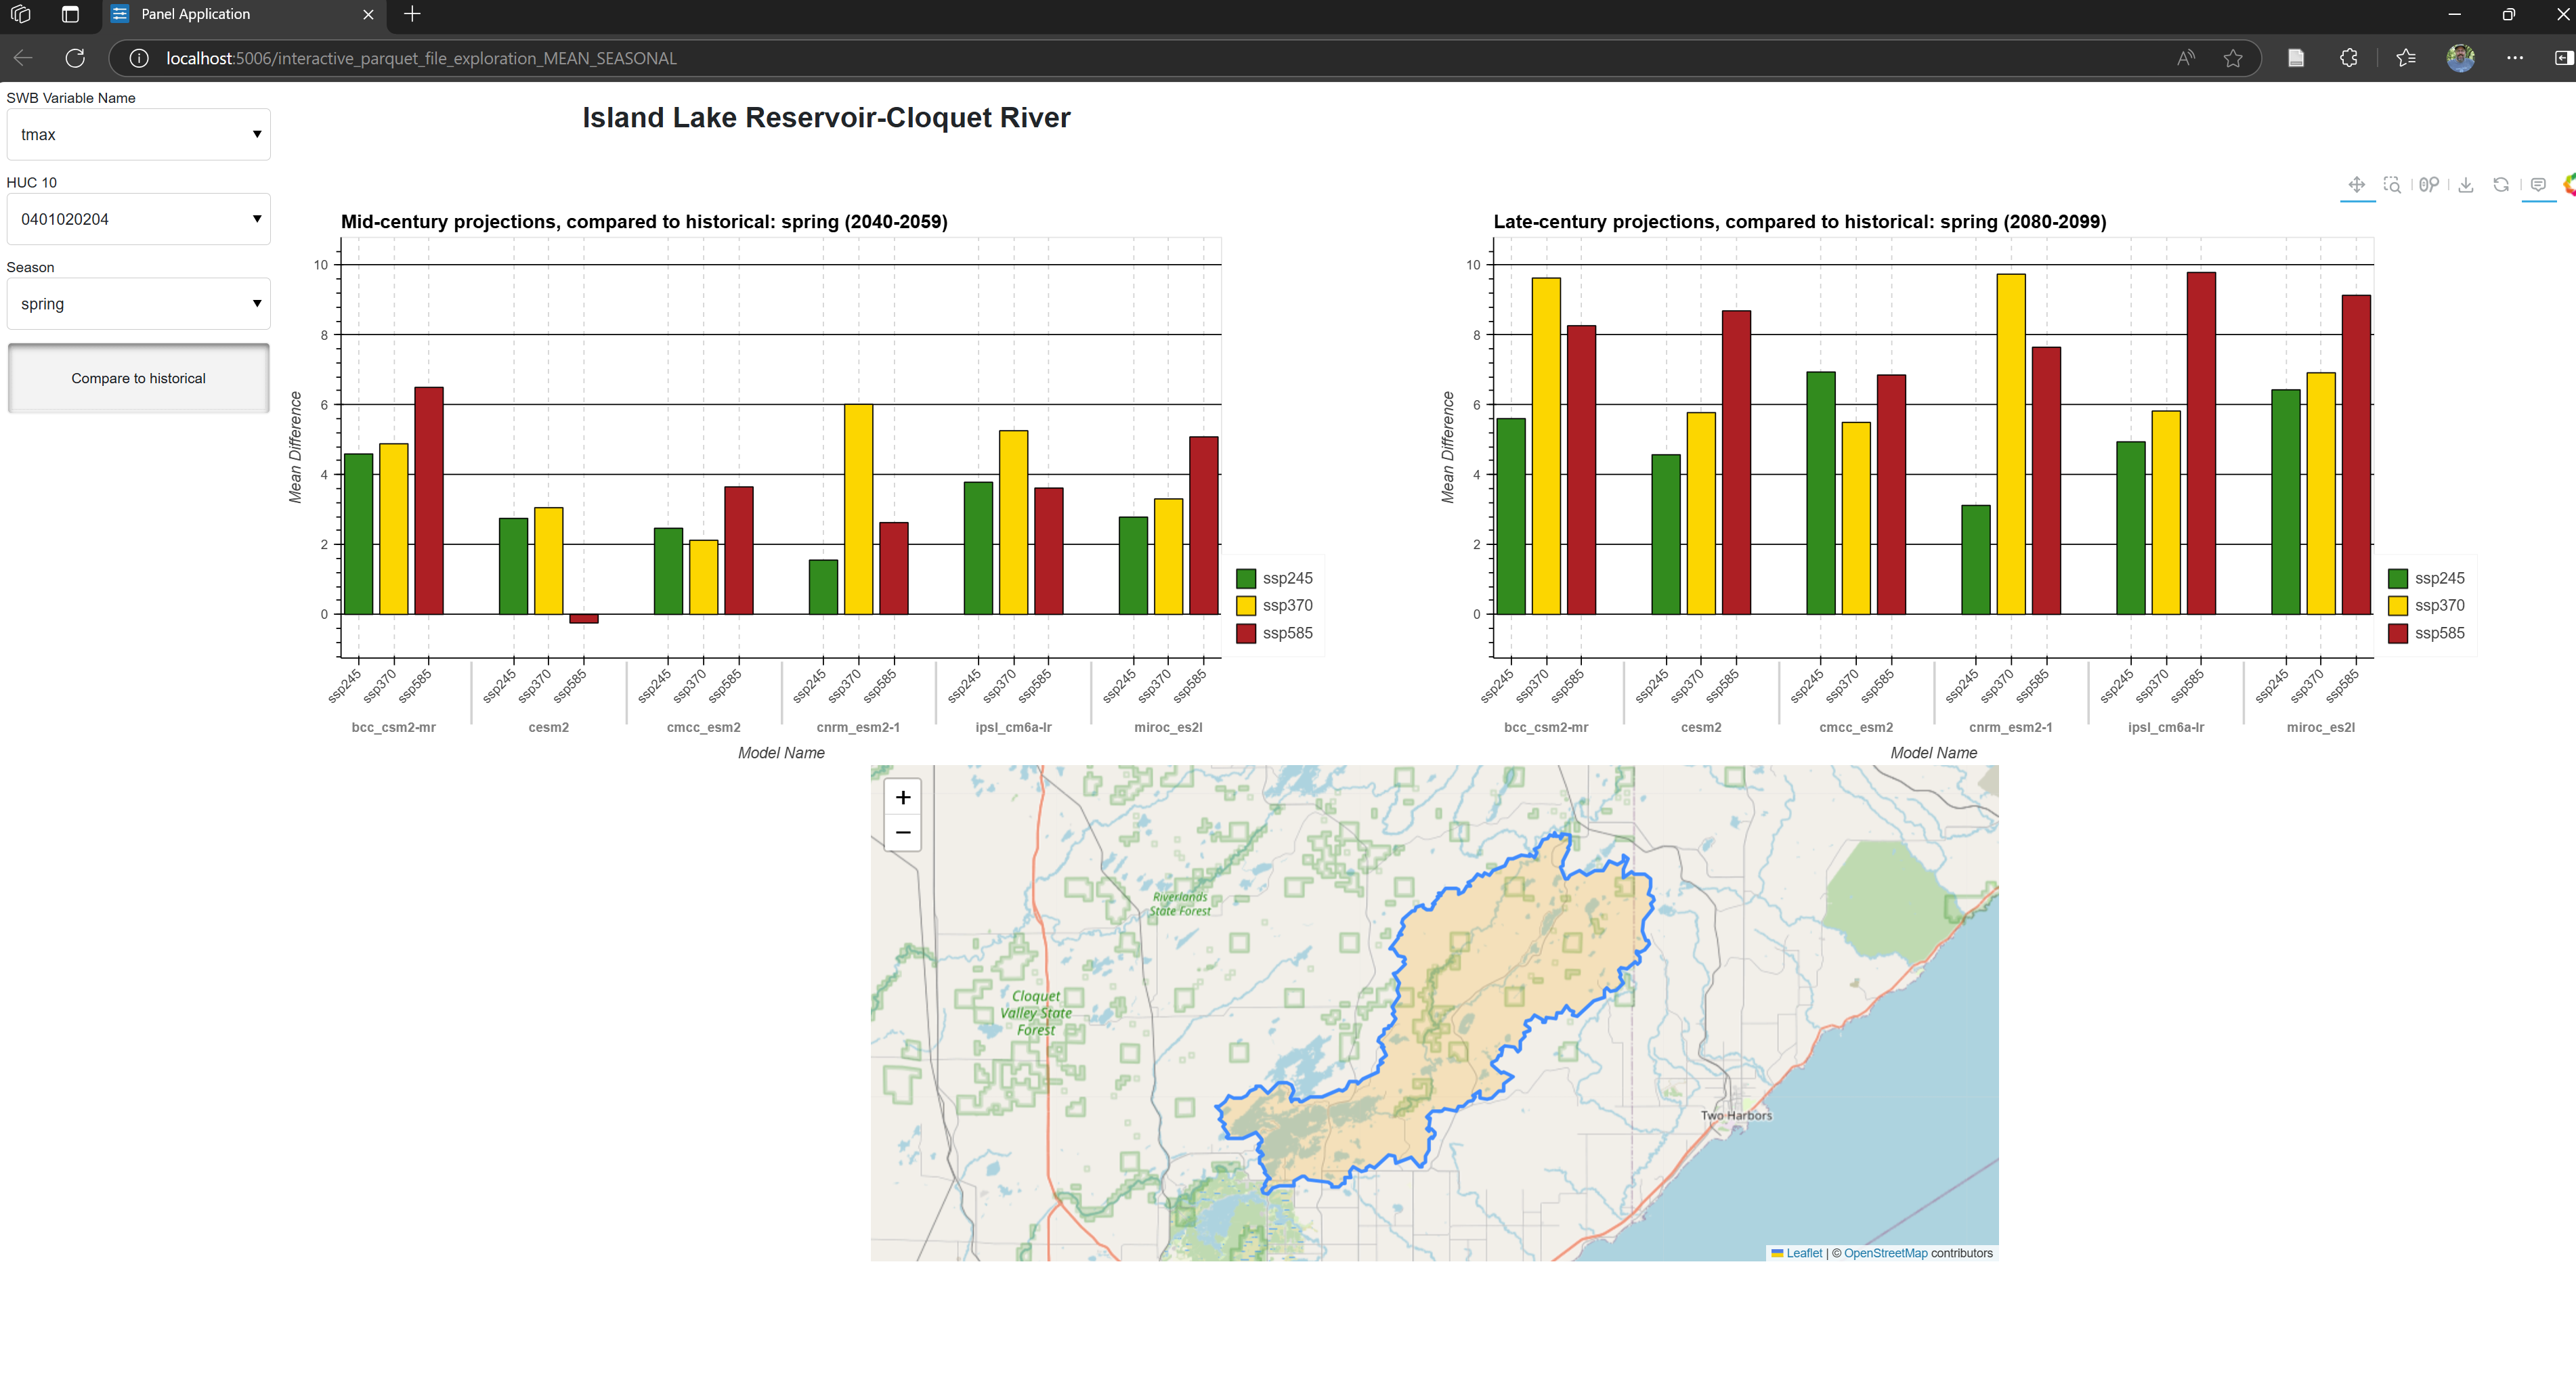 Panel Application
localhost:5006/interactive_parquet_file_exploration_MEAN_SEASONAL
SWB Variable Name
tmax
HUC 10
0401020204
Season
spring
Compare to historical
Island Lake Reservoir-Cloquet River
Mid-century projections, compared to historical: spring (2040-2059)
Mean Difference
10
8
6
4
2
0
ssp245
ssp370
ssp585
ssp245
ssp370
ssp585
ssp245
ssp370
ssp585
ssp245
ssp370
ssp585
ssp245
ssp370
ssp585
ssp245
ssp370
ssp585
bcc_csm2-mr
cesm2
cmcc_esm2
cnrm_esm2-1
ipsl_cm6a-lr
miroc_es2l
Model Name
ssp245
ssp370
ssp585
Late-century projections, compared to historical: spring (2080-2099)
Mean Difference
10
8
6
4
2
0
ssp245
ssp370
ssp585
ssp245
ssp370
ssp585
ssp245
ssp370
ssp585
ssp245
ssp370
ssp585
ssp245
ssp370
ssp585
ssp245
ssp370
ssp585
bcc_csm2-mr
cesm2
cmcc_esm2
cnrm_esm2-1
ipsl_cm6a-lr
miroc_es2l
Model Name
ssp245
ssp370
ssp585
+
−
Riverlands
State Forest
Cloquet
Valley State
Forest
Two Harbors
Leaflet | © OpenStreetMap contributors